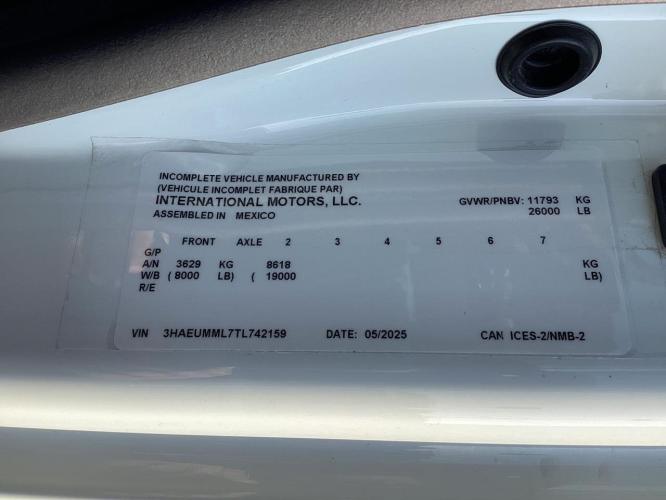 INCOMPLETE VEHICLE MANUFACTURED BY
(VEHICULE INCOMPLET FABRIQUE PAR)
INTERNATIONAL MOTORS, LLC. GVWR/PNBV: 11793 KG
ASSEMBLED IN MEXICO 26000 LB
FRONT AXLE 2 3 4 5 6 7
G/P
A/N 3629 KG 8618 KG
W/B ( 8000 LB) ( 19000 LB)
R/E
VIN 3HAEUMML7TL742159 DATE: 05/2025 CAN ICES-2/NMB-2